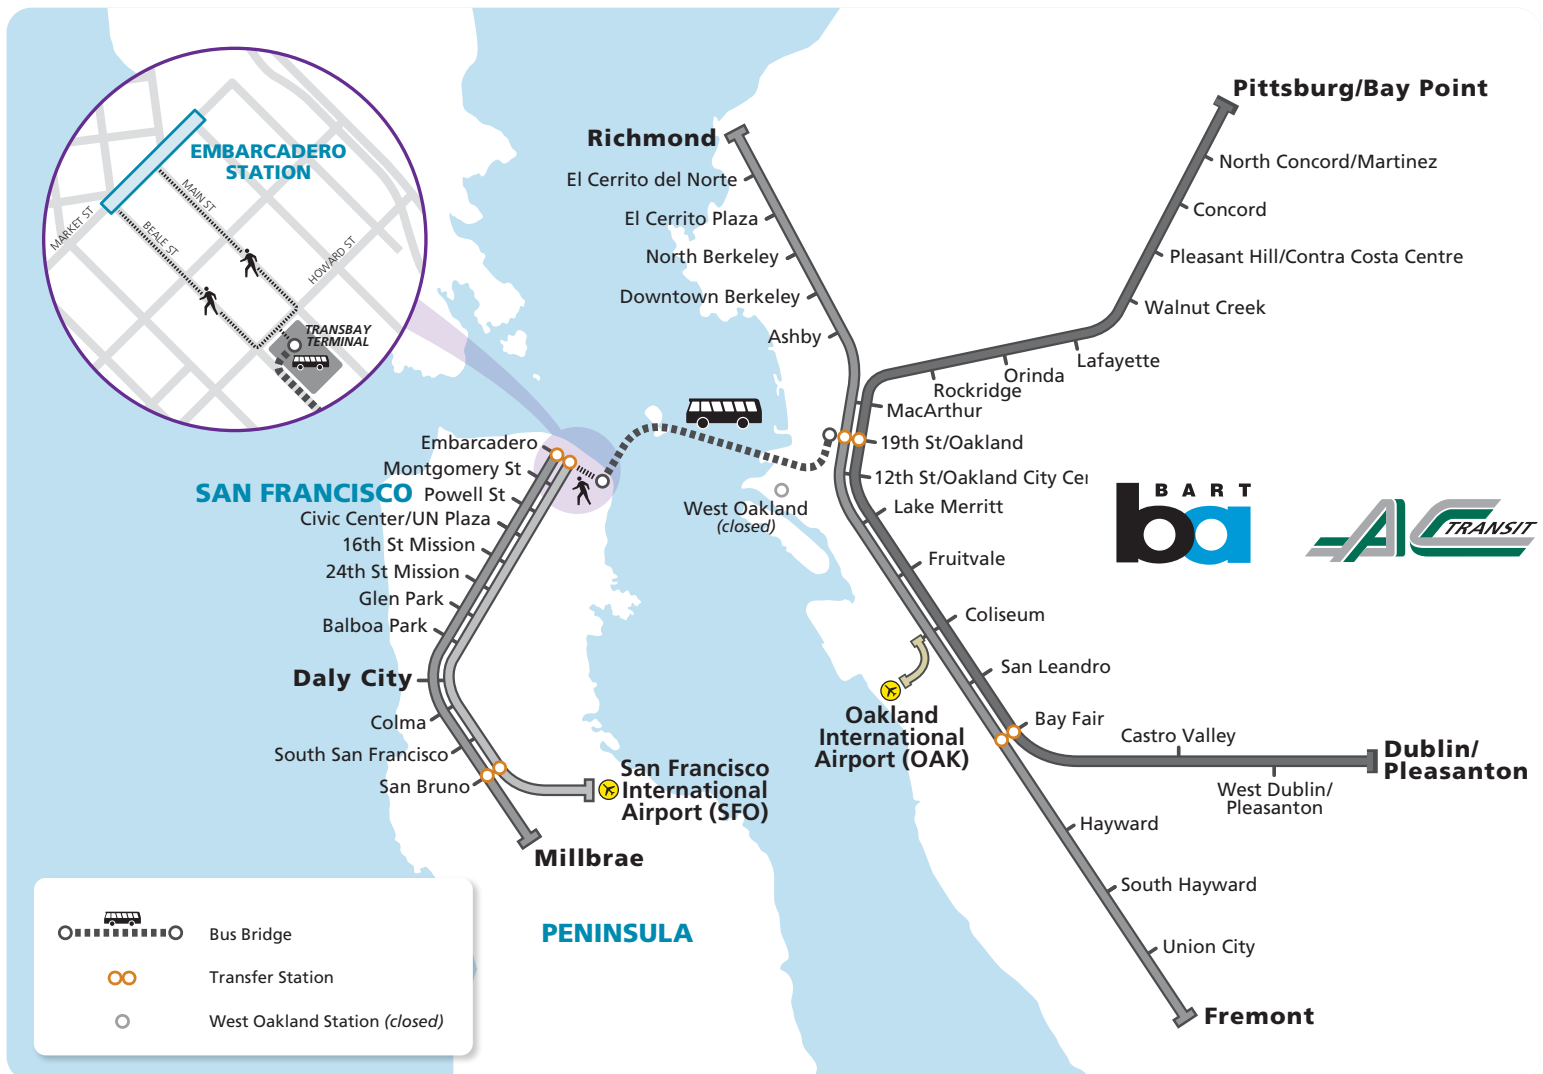 EMBARCADERO
STATION
MARKET ST
MAIN ST
BEALE ST
HOWARD ST
TRANSBAY
TERMINAL
Richmond
El Cerrito del Norte
El Cerrito Plaza
North Berkeley
Downtown Berkeley
Ashby
Pittsburg/Bay Point
North Concord/Martinez
Concord
Pleasant Hill/Contra Costa Centre
Walnut Creek
Lafayette
Orinda
Rockridge
MacArthur
19th St/Oakland
12th St/Oakland City Cer
Lake Merritt
Fruitvale
Coliseum
San Leandro
Bay Fair
Castro Valley
West Dublin/
Pleasanton
Dublin/
Pleasanton
Hayward
South Hayward
Union City
Fremont
West Oakland
(closed)
Oakland
International
Airport (OAK)
BART
ba
AC TRANSIT
SAN FRANCISCO
Embarcadero
Montgomery St
Powell St
Civic Center/UN Plaza
16th St Mission
24th St Mission
Glen Park
Balboa Park
Daly City
Colma
South San Francisco
San Bruno
San Francisco
International
Airport (SFO)
Millbrae
PENINSULA
Bus Bridge
Transfer Station
West Oakland Station (closed)